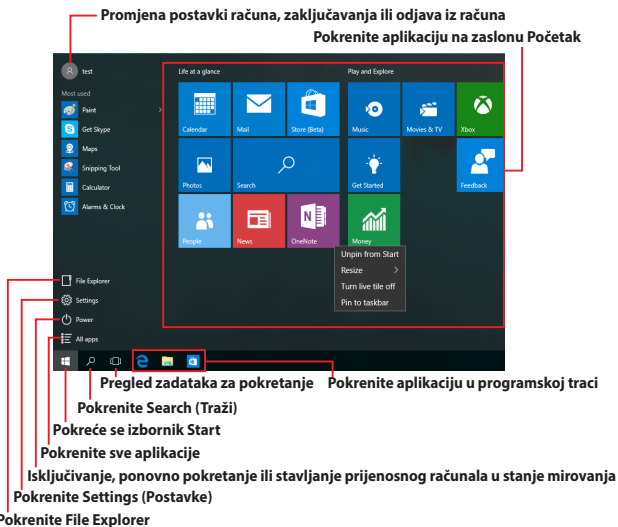 Promjena postavki računa, zaključavanja ili odjava iz računa
Pokrenite aplikaciju na zaslonu Početak
test
Life at a glance
Play and Explore
Most used
Paint
Get Skype
Maps
Snipping Tool
Calculator
Alarms & Clock
Calendar
Mail
Store (Beta)
Music
Movies & TV
Xbox
Photos
Search
Get Started
Feedback
People
News
OneNote
Money
Unpin from Start
Resize
Turn live tile off
Pin to taskbar
File Explorer
Settings
Power
All apps
Pregled zadataka za pokretanje
Pokrenite aplikaciju u programskoj traci
Pokrenite Search (Traži)
Pokreće se izbornik Start
Pokrenite sve aplikacije
Isključivanje, ponovno pokretanje ili stavljanje prijenosnog računala u stanje mirovanja
Pokrenite Settings (Postavke)
Pokrenite File Explorer